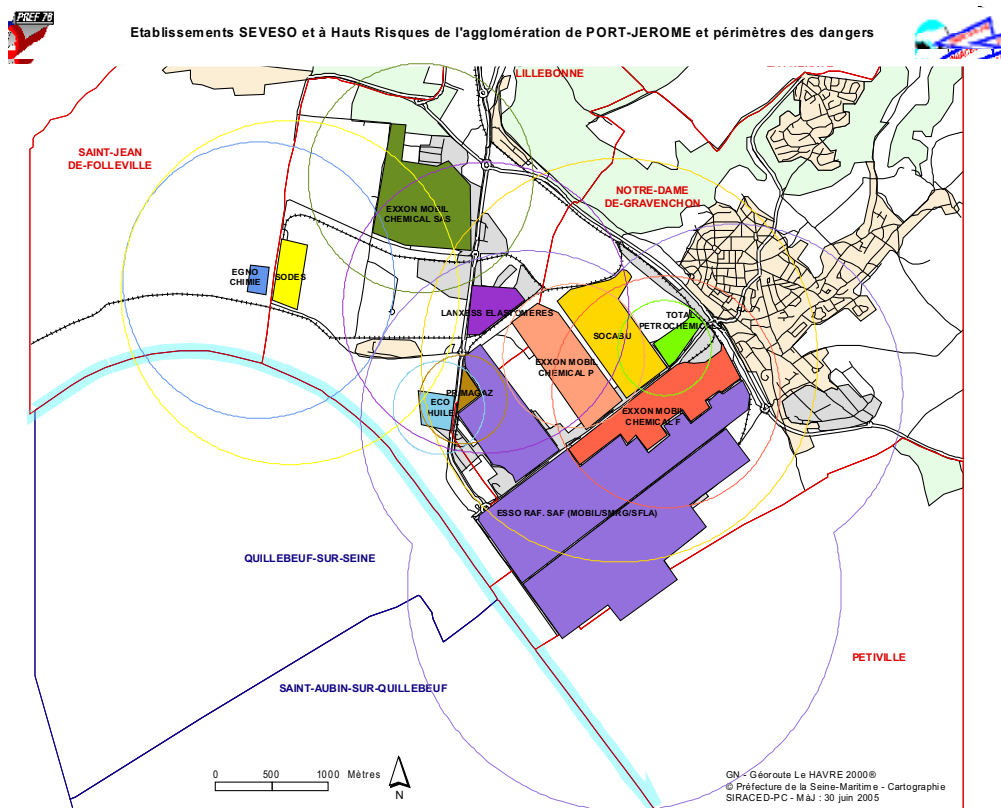 PREF 76
Etablissements SEVESO et à Hauts Risques de l'agglomération de PORT-JEROME et périmètres des dangers
LILLEBONNE
SAINT-JEAN
DE-FOLLEVILLE
NOTRE-DAME
DE-GRAVENCHON
EXXON MOBIL
CHEMICAL SAS
EGNO
CHIMIE
SODES
LANXESS ELASTOMERES
TOTAL
PETROCHEMICALES
SOCABU
EXXON MOBIL
CHEMICAL P
PRIMAGAZ
ECO
HUILE
EXXON MOBIL
CHEMICAL F
ESSO RAF. SAF (MOBIL/SMRG/SFLA)
QUILLEBEUF-SUR-SEINE
PETIVILLE
SAINT-AUBIN-SUR-QUILLEBEUF
0 500 1000 Mètres
N
GN - Géoroute Le HAVRE 2000®
© Préfecture de la Seine-Maritime - Cartographie
SIRACED-PC - MàJ : 30 juin 2005